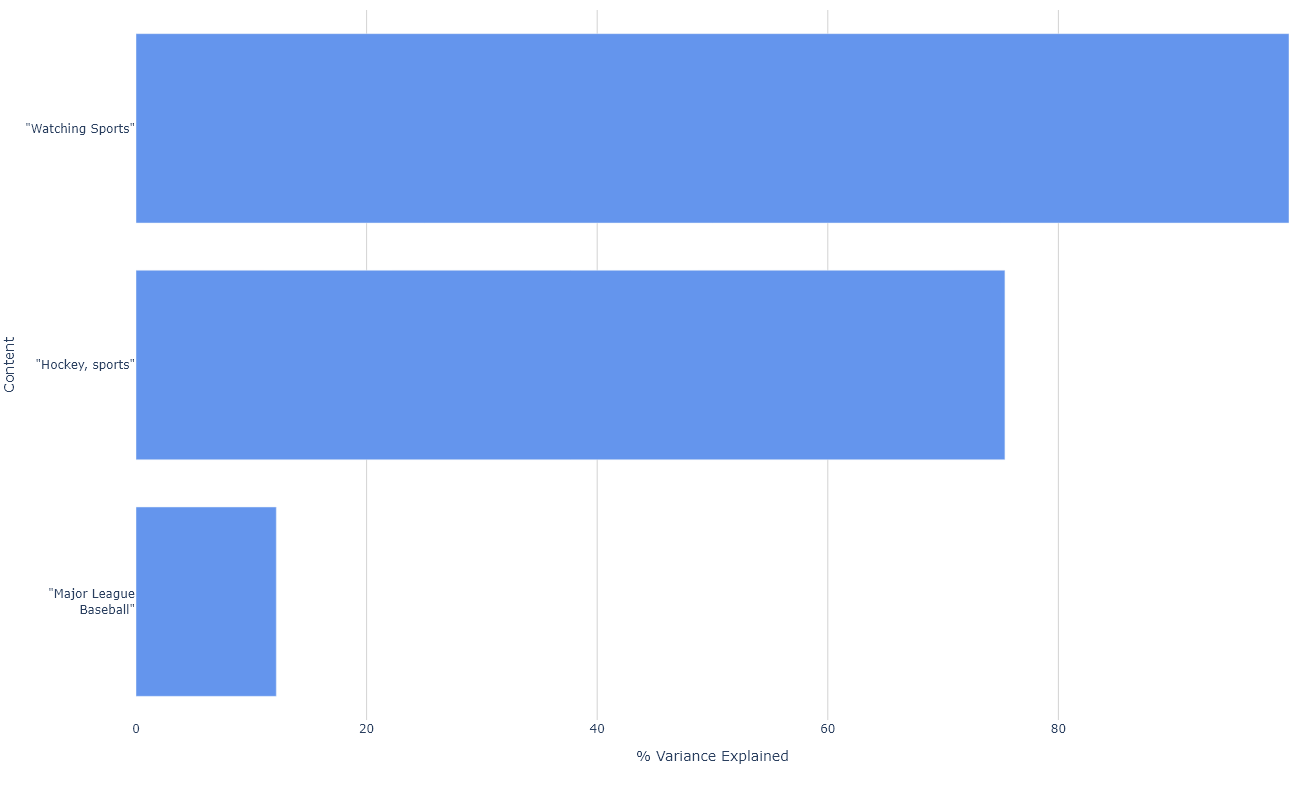 "Watching Sports"
"Hockey, sports"
Content
"Major League
Baseball"
0 20 40 60 80
% Variance Explained